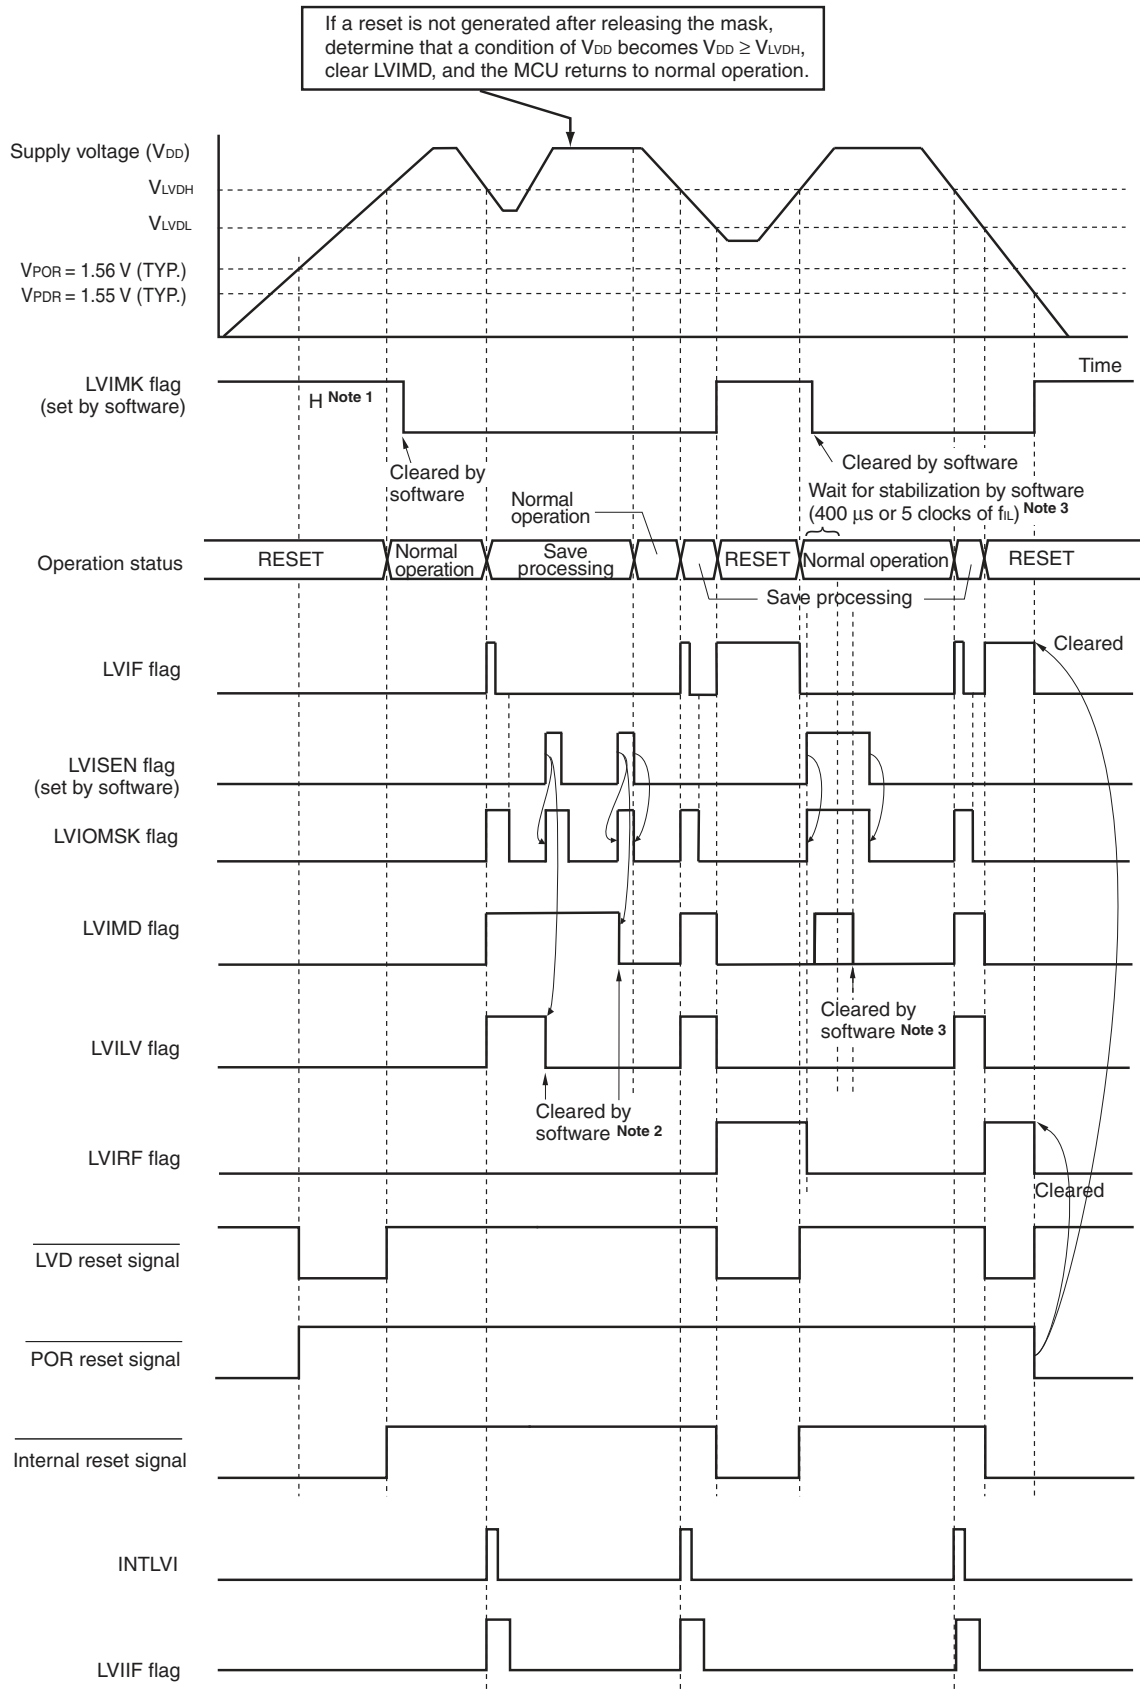 If a reset is not generated after releasing the mask,
determine that a condition of VDD becomes VDD ≥ VLVDH,
clear LVIMD, and the MCU returns to normal operation.
Supply voltage (VDD)
VLVDH
VLVDL
VPOR = 1.56 V (TYP.)
VPDR = 1.55 V (TYP.)
Time
LVIMK flag
(set by software)
H Note 1
Cleared by
software
Cleared by software
Wait for stabilization by software
(400 μs or 5 clocks of fIL) Note 3
Normal
operation
Operation status
RESET
Normal
operation
Save
processing
RESET
Normal operation
RESET
Save processing
LVIF flag
Cleared
LVISEN flag
(set by software)
LVIOMSK flag
LVIMD flag
Cleared by
software Note 3
LVILV flag
Cleared by
software Note 2
LVIRF flag
Cleared
LVD reset signal
POR reset signal
Internal reset signal
INTLVI
LVIIF flag